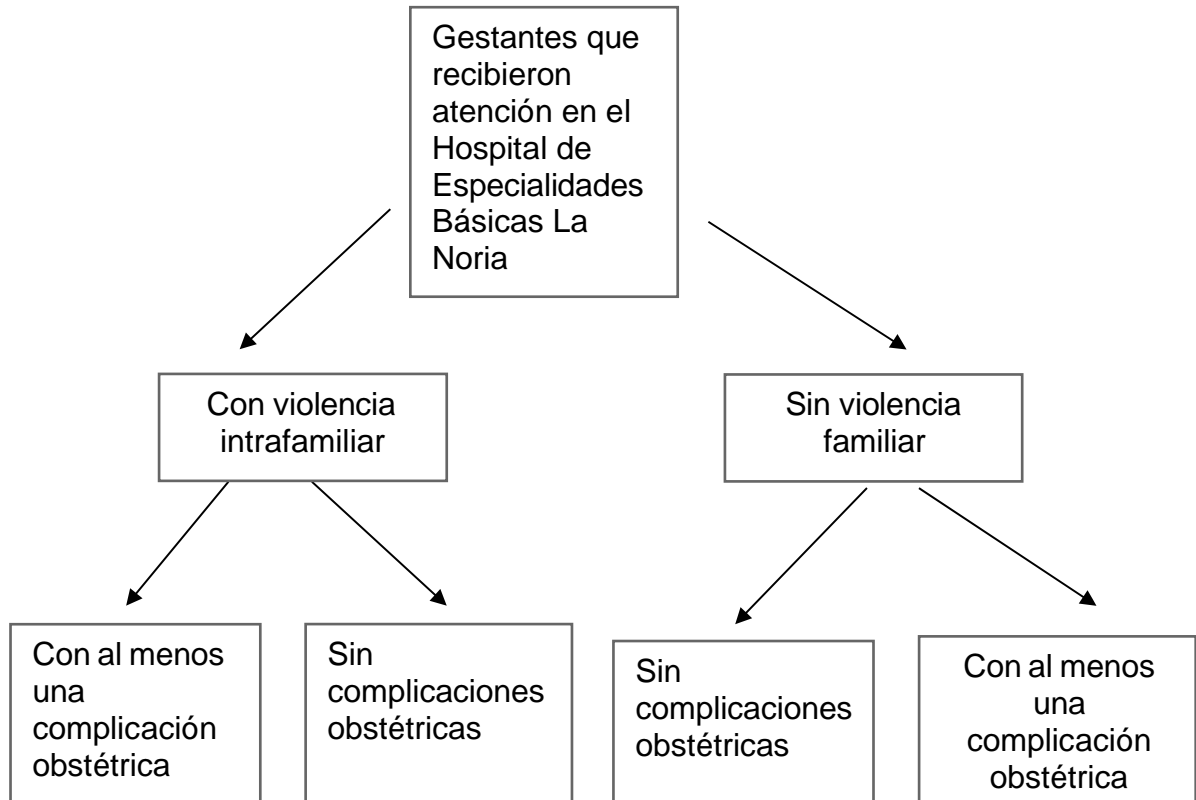 Gestantes que
recibieron
atención en el
Hospital de
Especialidades
Básicas La
Noria
Con violencia
intrafamiliar
Sin violencia
familiar
Con al menos
una
complicación
obstétrica
Sin
complicaciones
obstétricas
Sin
complicaciones
obstétricas
Con al menos
una
complicación
obstétrica